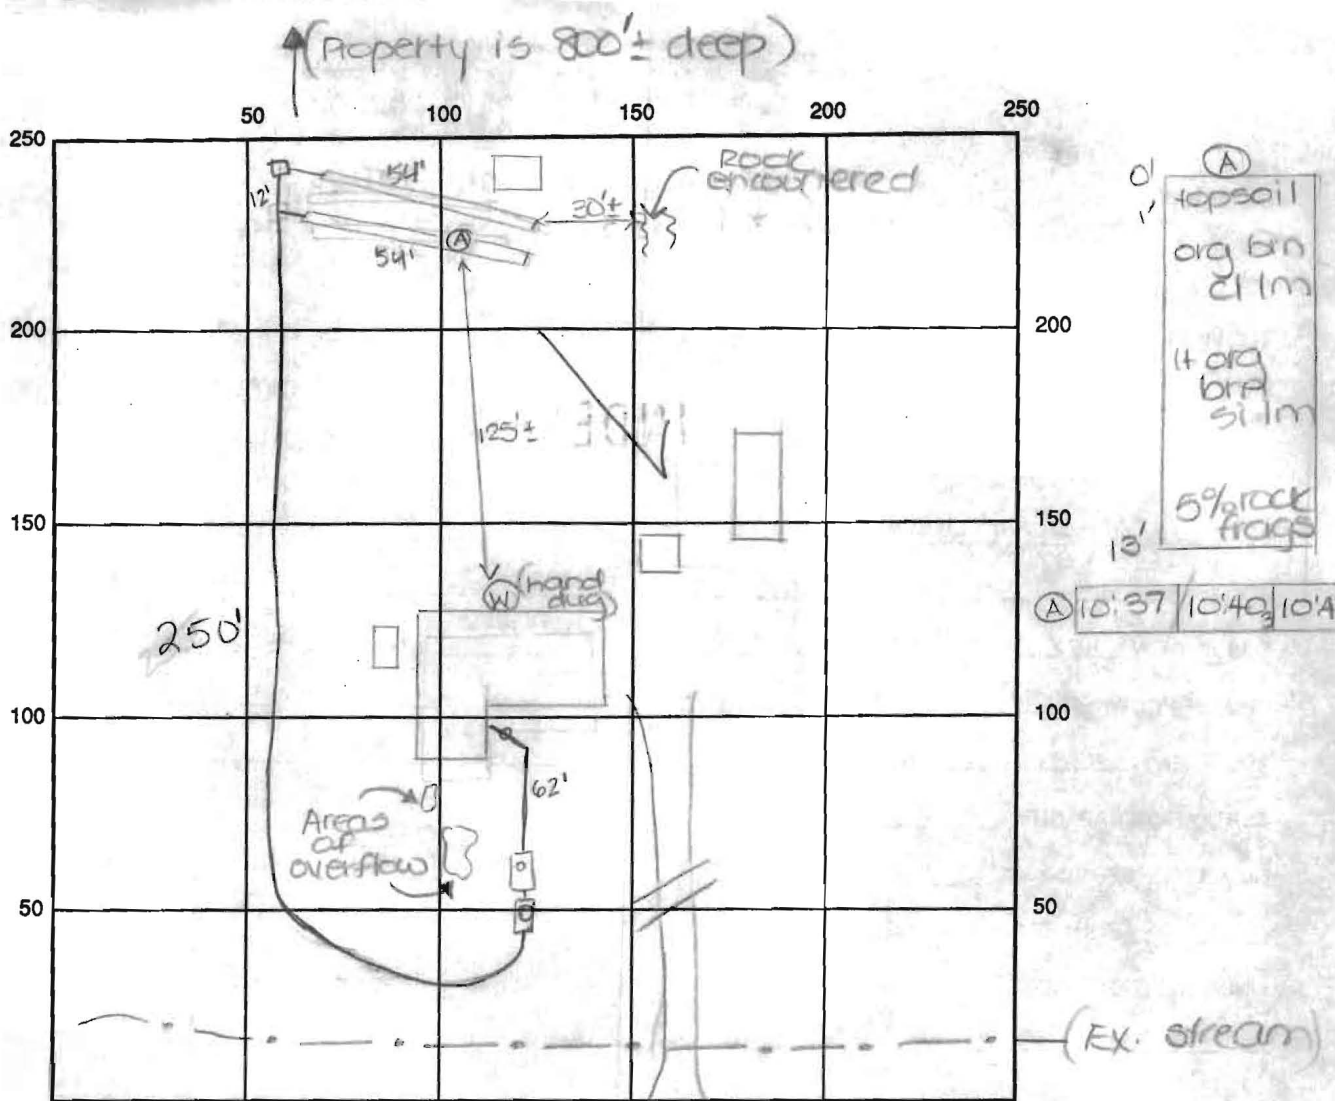 (Property is 800'± deep)
50 100 150 200 250
250
54'
12'
54'
A
30'±
Rock
encountered
200
200
125'±
150
150
W (hand
dug)
250'
100
100
62'
Areas
of
overflow
50
50
(Ex. stream)
A
0'
1'
topsoil
org brn
cl lm
lt org
brn
si lm
5% rock
frags
13'
A 10:37 10:40